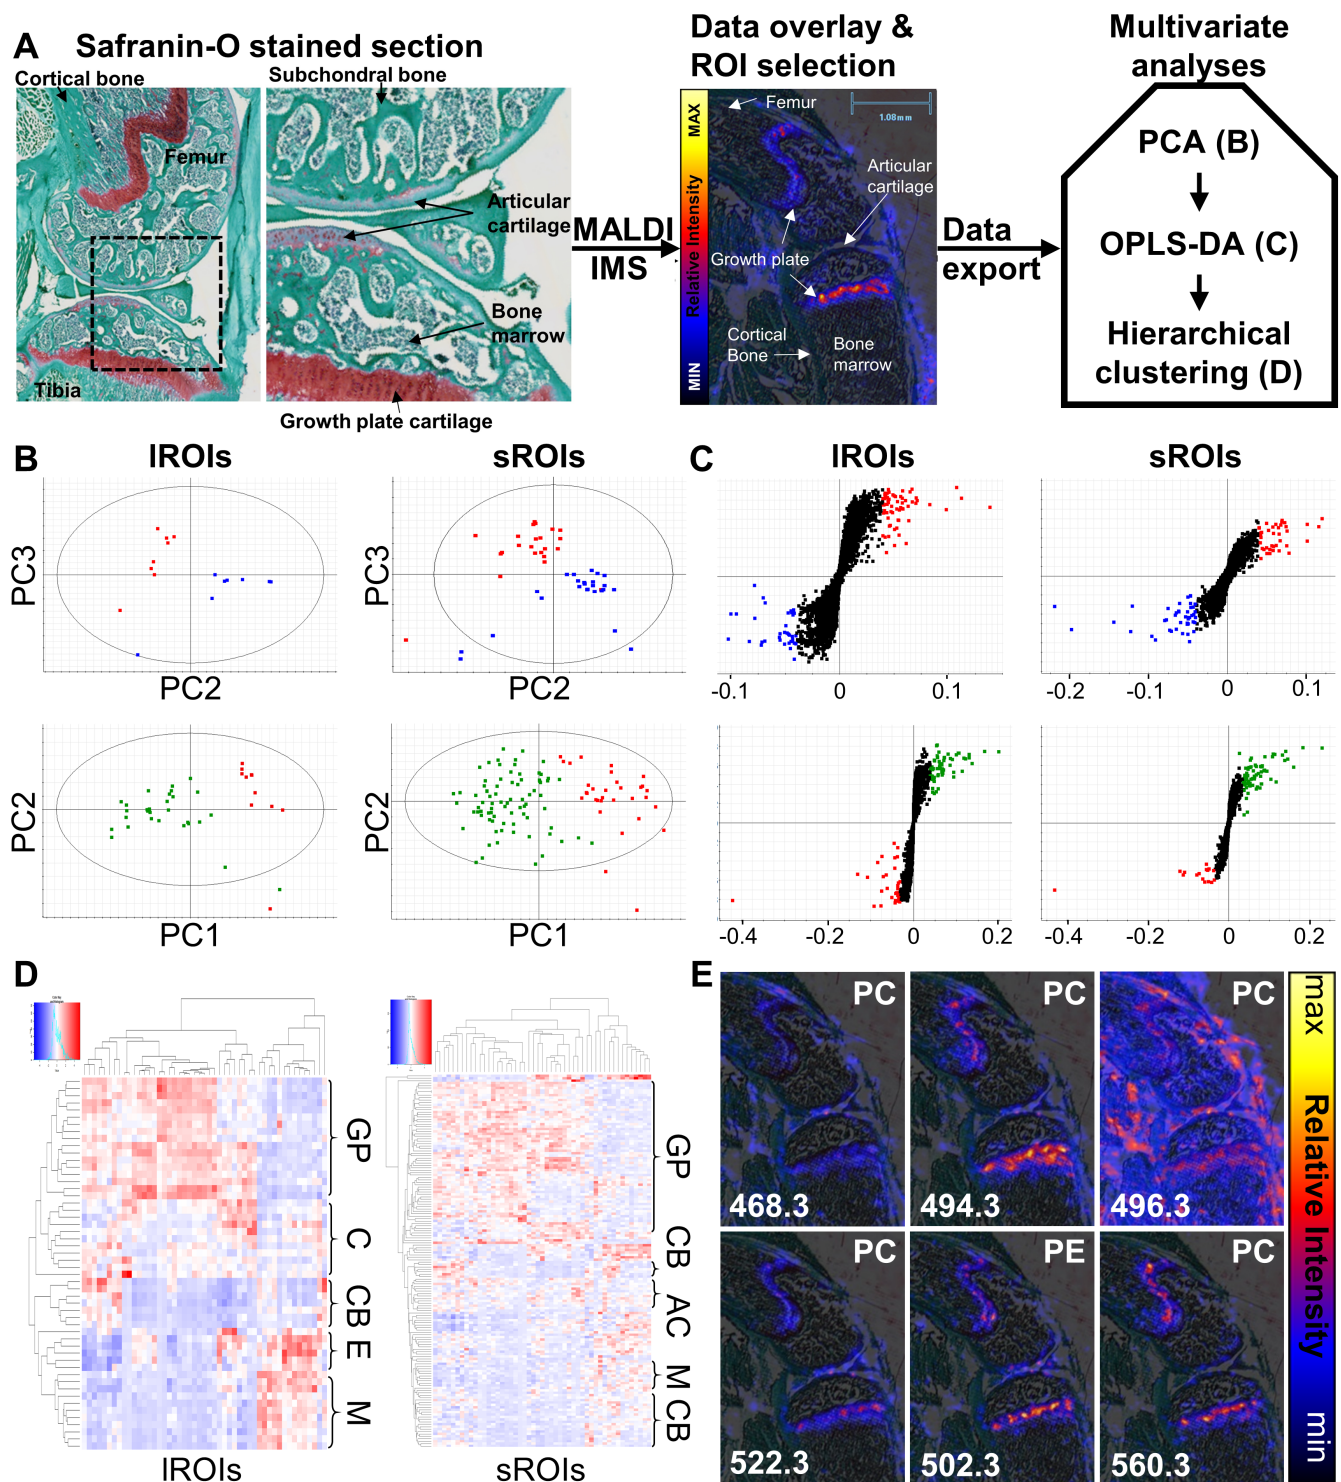 A
Safranin-O stained section
Cortical bone
Subchondral bone
Femur
Articular
cartilage
Bone
marrow
Tibia
Growth plate cartilage
MALDI
IMS
Data overlay &
ROI selection
MAX
Relative Intensity
MIN
Femur
1.08mm
Articular
cartilage
Growth plate
Cortical
Bone
Bone
marrow
Data
export
Multivariate
analyses
PCA (B)
OPLS-DA (C)
Hierarchical
clustering (D)
B
lROIs
sROIs
PC3
PC2
PC3
PC2
PC2
PC1
PC2
PC1
C
lROIs
sROIs
-0.1
0
0.1
-0.2
-0.1
0
0.1
-0.4
-0.2
0
0.2
-0.4
-0.2
0
0.2
D
GP
C
CB
E
M
lROIs
GP
CB
AC
M
CB
sROIs
E
PC
468.3
PC
494.3
PC
496.3
PC
522.3
PE
502.3
PC
560.3
max
Relative Intensity
min